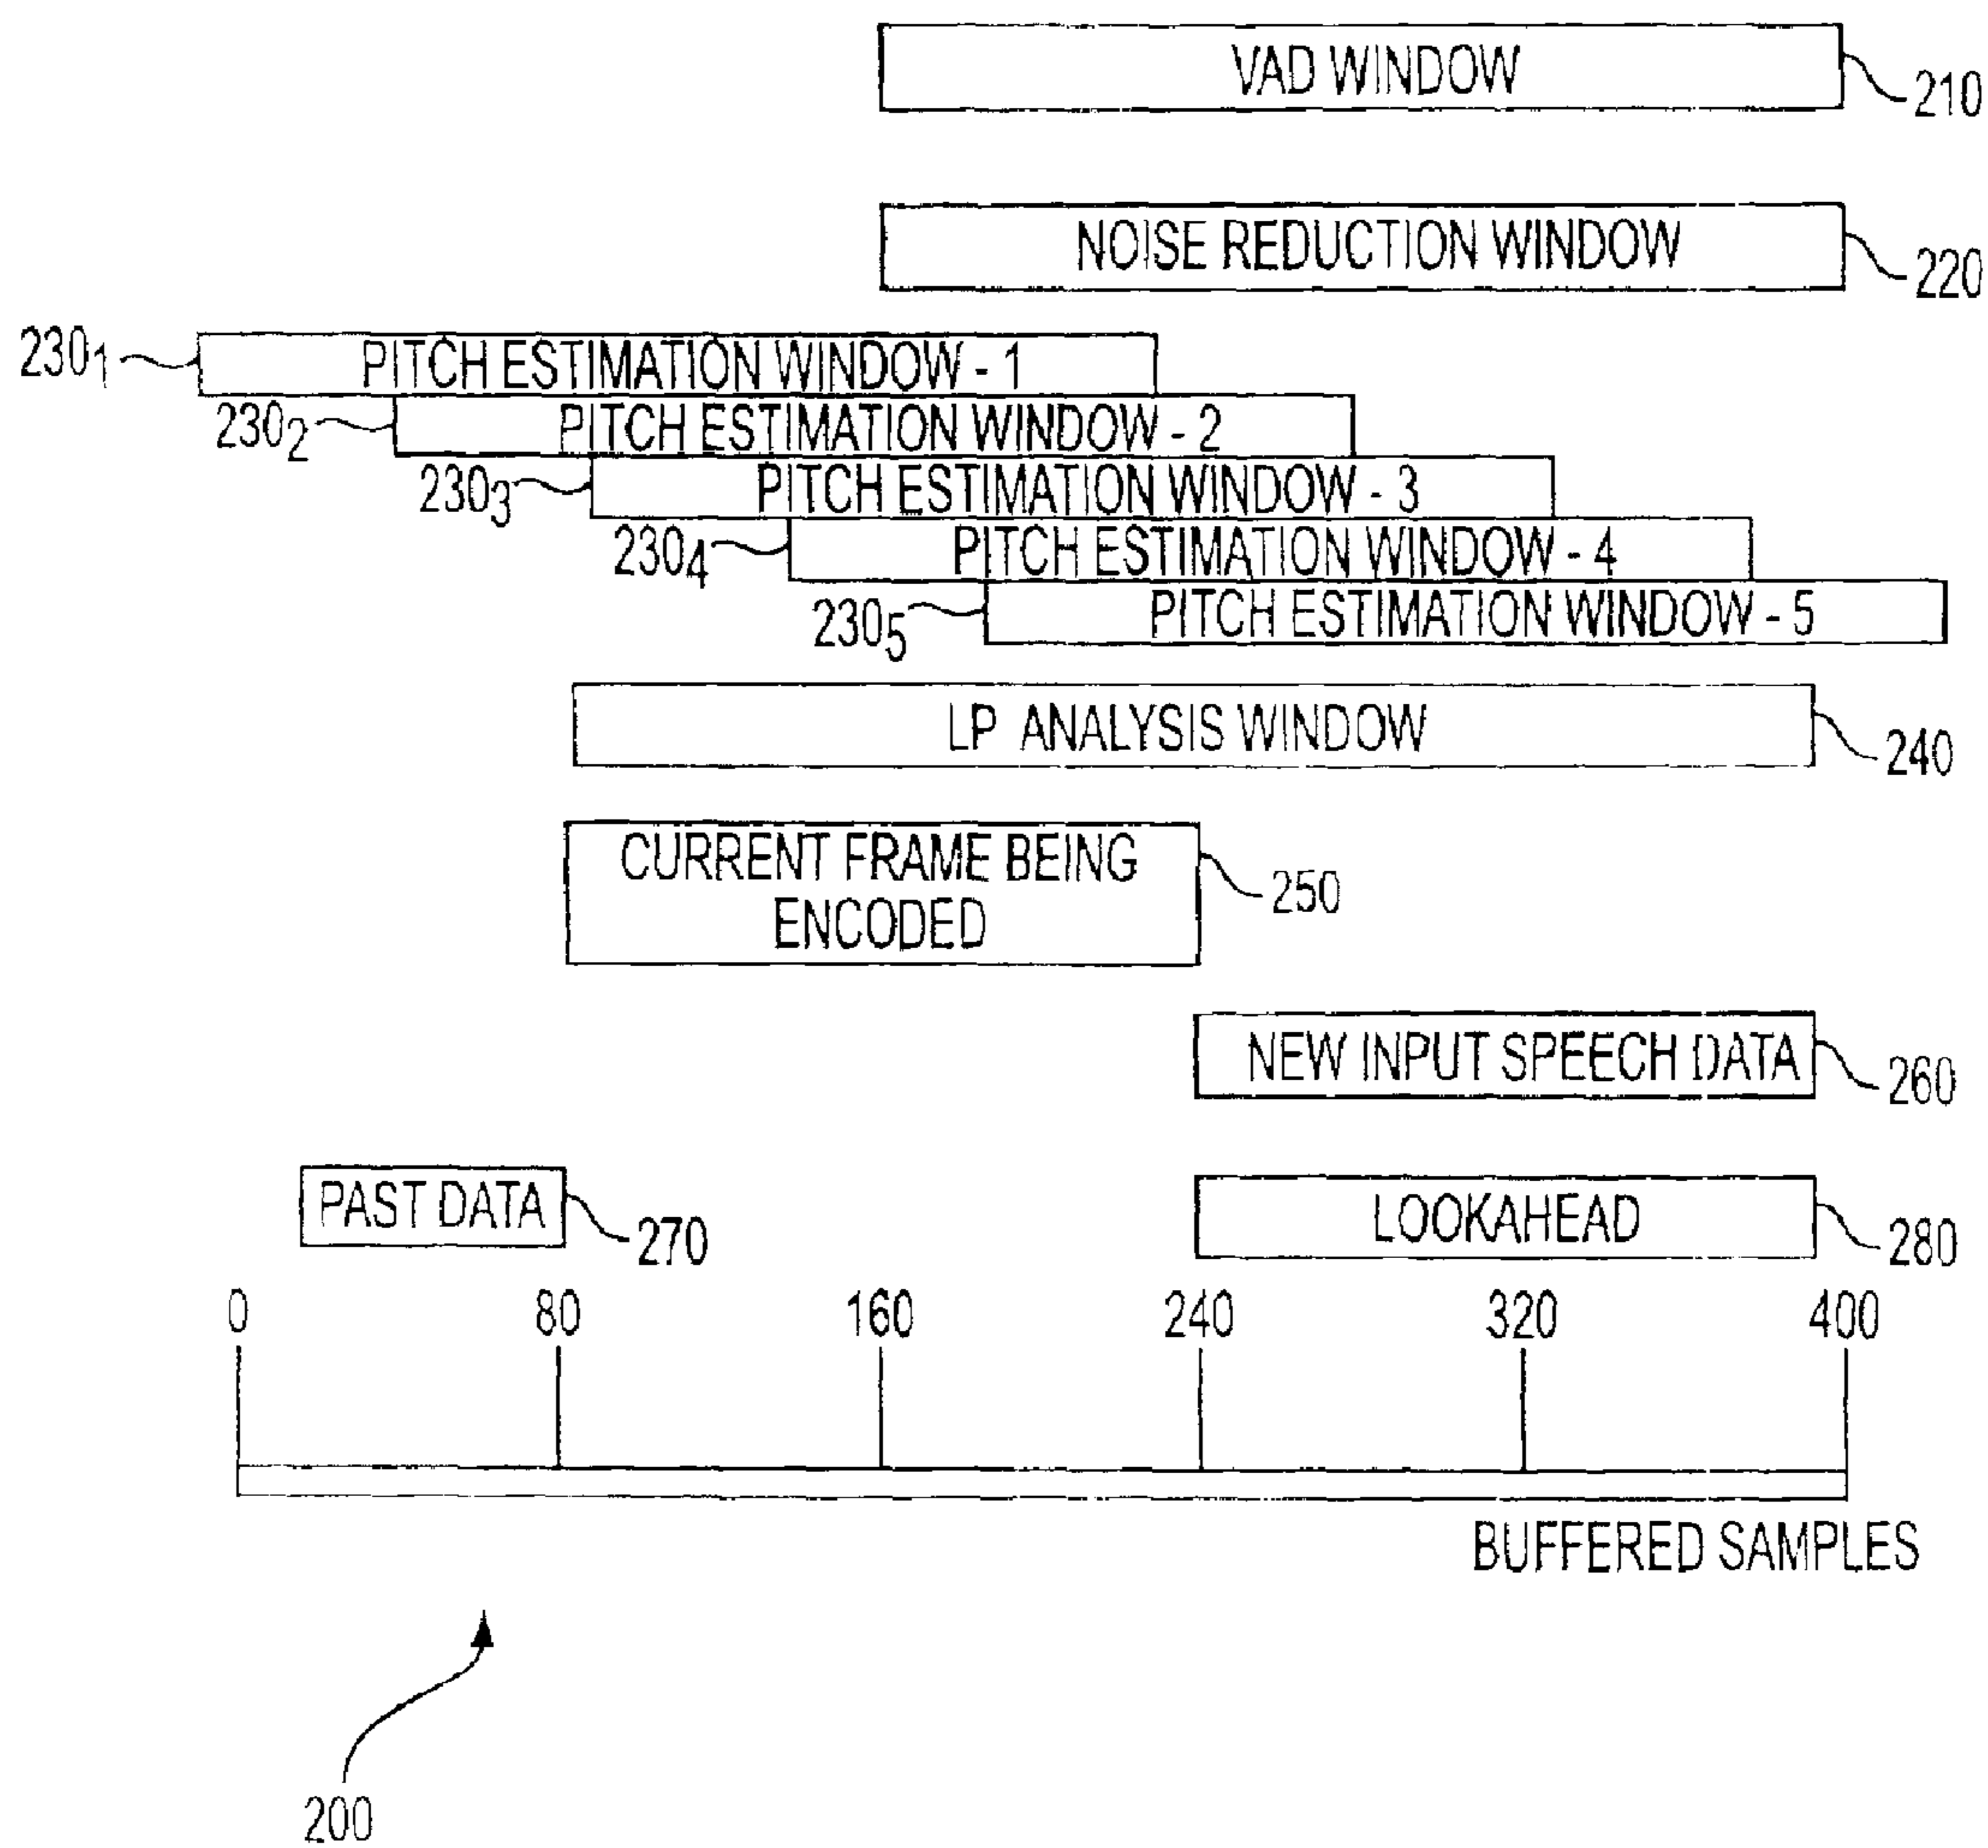 VAD WINDOW
210
NOISE REDUCTION WINDOW
220
230₁
PITCH ESTIMATION WINDOW - 1
230₂
PITCH ESTIMATION WINDOW - 2
230₃
PITCH ESTIMATION WINDOW - 3
230₄
PITCH ESTIMATION WINDOW - 4
230₅
PITCH ESTIMATION WINDOW - 5
LP ANALYSIS WINDOW
240
CURRENT FRAME BEING
ENCODED
250
NEW INPUT SPEECH DATA
260
PAST DATA
270
LOOKAHEAD
280
0 80 160 240 320 400
BUFFERED SAMPLES
200